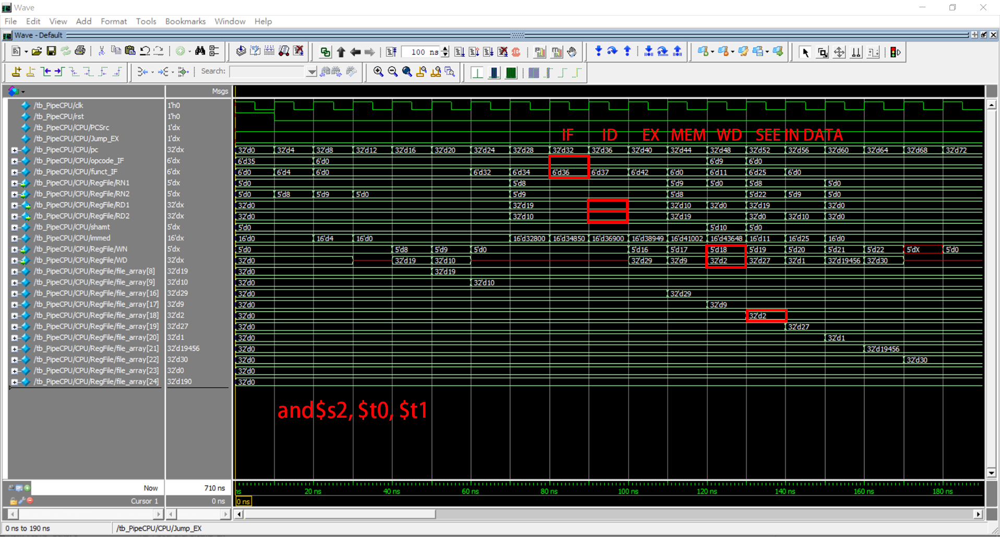 Wave
File Edit View Add Format Tools Bookmarks Window Help
Wave - Default
100 ns
Search:
Msgs
/tb_PipeCPU/clk 1'h0
/tb_PipeCPU/rst 1'h0
/tb_PipeCPU/CPU/PCSrc 1'dx
IF ID EX MEM WD SEE IN DATA
/tb_PipeCPU/CPU/Jump_EX 1'dx
/tb_PipeCPU/CPU/pc 32'dx 32'd0 32'd4 32'd8 32'd12 32'd16 32'd20 32'd24 32'd28 32'd32 32'd36 32'd40 32'd44 32'd48 32'd52 32'd56 32'd60 32'd64 32'd68 32'd72
/tb_PipeCPU/CPU/opcode_IF 6'dx 6'd35 6'd0 6'd9 6'd0
/tb_PipeCPU/CPU/funct_IF 6'dx 6'd0 6'd4 6'd0 6'd32 6'd34 6'd36 6'd37 6'd42 6'd0 6'd11 6'd25 6'd0
/tb_PipeCPU/CPU/RegFile/RN1 5'dx 5'd0 5'd8 5'd9 5'd0 5'd8 5'd0
/tb_PipeCPU/CPU/RegFile/RN2 5'dx 5'd0 5'd8 5'd9 5'd0 5'd9 5'd8 5'd22 5'd9 5'd0
/tb_PipeCPU/CPU/RegFile/RD1 32'dx 32'd0 32'd19 32'd10 32'd0 32'd19 32'd0
/tb_PipeCPU/CPU/RegFile/RD2 32'dx 32'd0 32'd10 32'd19 32'd0 32'd10 32'd0
/tb_PipeCPU/CPU/shamt 5'dx 5'd0 5'd10 5'd0
/tb_PipeCPU/CPU/immed 16'dx 16'd0 16'd4 16'd0 16'd32800 16'd34850 16'd36900 16'd38949 16'd41002 16'd43648 16'd11 16'd25 16'd0
/tb_PipeCPU/CPU/RegFile/WN 5'dx 5'd0 5'd8 5'd9 5'd0 5'd16 5'd17 5'd18 5'd19 5'd20 5'd21 5'd22 5'dX 5'd0
/tb_PipeCPU/CPU/RegFile/WD 32'dx 32'd0 32'd19 32'd10 32'd29 32'd9 32'd2 32'd27 32'd1 32'd19456 32'd30
/tb_PipeCPU/CPU/RegFile/file_array[8] 32'd19 32'd0 32'd19
/tb_PipeCPU/CPU/RegFile/file_array[9] 32'd10 32'd0 32'd10
/tb_PipeCPU/CPU/RegFile/file_array[16] 32'd29 32'd0 32'd29
/tb_PipeCPU/CPU/RegFile/file_array[17] 32'd9 32'd0 32'd9
/tb_PipeCPU/CPU/RegFile/file_array[18] 32'd2 32'd0 32'd2
/tb_PipeCPU/CPU/RegFile/file_array[19] 32'd27 32'd0 32'd27
/tb_PipeCPU/CPU/RegFile/file_array[20] 32'd1 32'd0 32'd1
/tb_PipeCPU/CPU/RegFile/file_array[21] 32'd19456 32'd0 32'd19456
/tb_PipeCPU/CPU/RegFile/file_array[22] 32'd30 32'd0 32'd30
/tb_PipeCPU/CPU/RegFile/file_array[23] 32'd0 32'd0
/tb_PipeCPU/CPU/RegFile/file_array[24] 32'd190 32'd0
and$s2, $t0, $t1
Now 710 ns ns 20 ns 40 ns 60 ns 80 ns 100 ns 120 ns 140 ns 160 ns 180 ns
Cursor 1 0 ns 0 ns
0 ns to 190 ns /tb_PipeCPU/CPU/Jump_EX